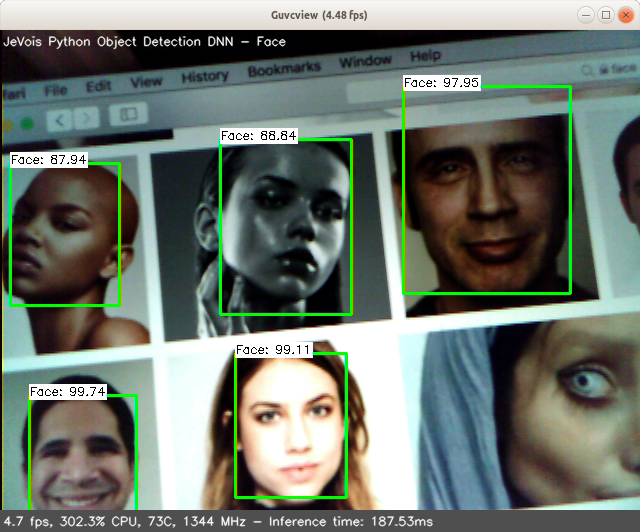 Guvcview (4.48 fps)
JeVois Python Object Detection DNN - Face
fari File Edit View History Bookmarks Window Help
face
Face: 97.95
Face: 88.84
Face: 87.94
Face: 99.11
Face: 99.74
4.7 fps, 302.3% CPU, 73C, 1344 MHz - Inference time: 187.53ms